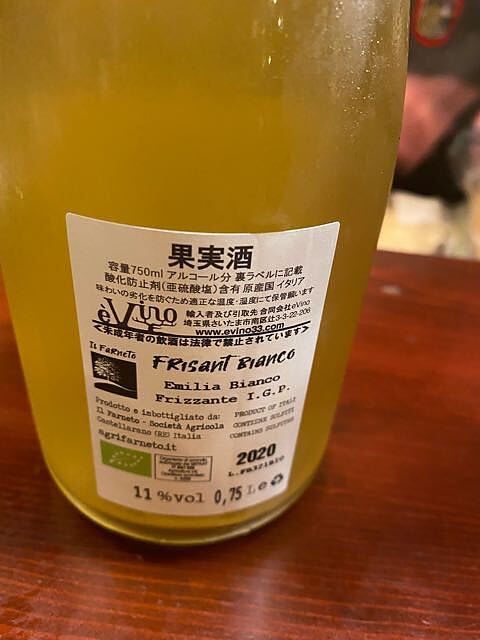 果実酒
容量750ml アルコール分 裏ラベルに記載
酸化防止剤(亜硫酸塩)含有 原産国 イタリア
味わいの劣化を防ぐため適正な温度・湿度にて保管願います
eVino 輸入者及び引取先 合同会社eVino
埼玉県さいたま市南区辻3-3-22-206
www.evino33.com
<未成年者の飲酒は法律で禁止されています>
Il Farneto
Frisant Bianco
Emilia Bianco
Frizzante I.G.P.
Prodotto e imbottigliato da:
Il Farneto - Società Agricola
Castellarano (RE) Italia
agrifarneto.it
PRODUCT OF ITALY
CONTIENE SOLFITI
CONTAINS SULFITES
2020
11%vol 0,75 L e